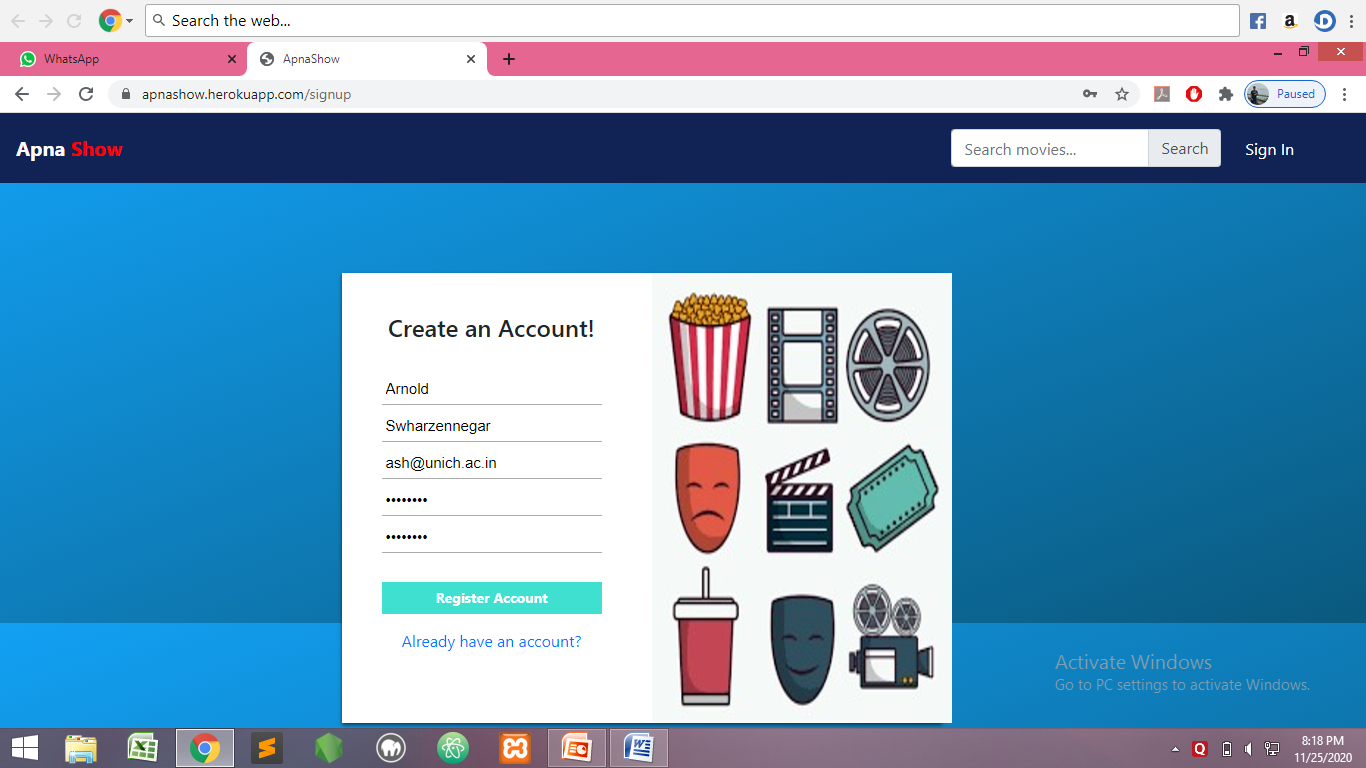 Search the web...
WhatsApp
ApnaShow
apnashow.herokuapp.com/signup
Paused
Apna Show
Search movies...
Search
Sign In
Create an Account!
Arnold
Swharzennegar
ash@unich.ac.in
••••••••
••••••••
Register Account
Already have an account?
Activate Windows
Go to PC settings to activate Windows.
8:18 PM
11/25/2020